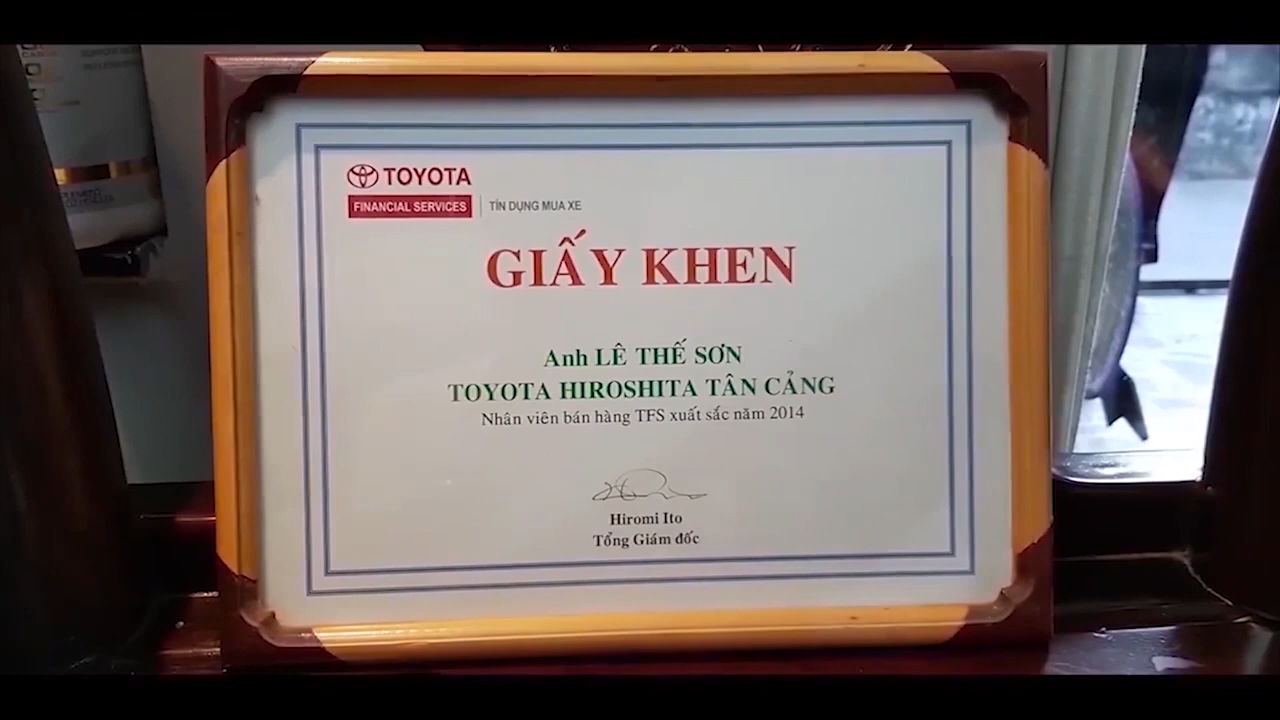 TOYOTA
FINANCIAL SERVICES TÍN DỤNG MUA XE
GIẤY KHEN
Anh LÊ THẾ SƠN
TOYOTA HIROSHITA TÂN CẢNG
Nhân viên bán hàng TFS xuất sắc năm 2014
Hiromi Ito
Tổng Giám đốc